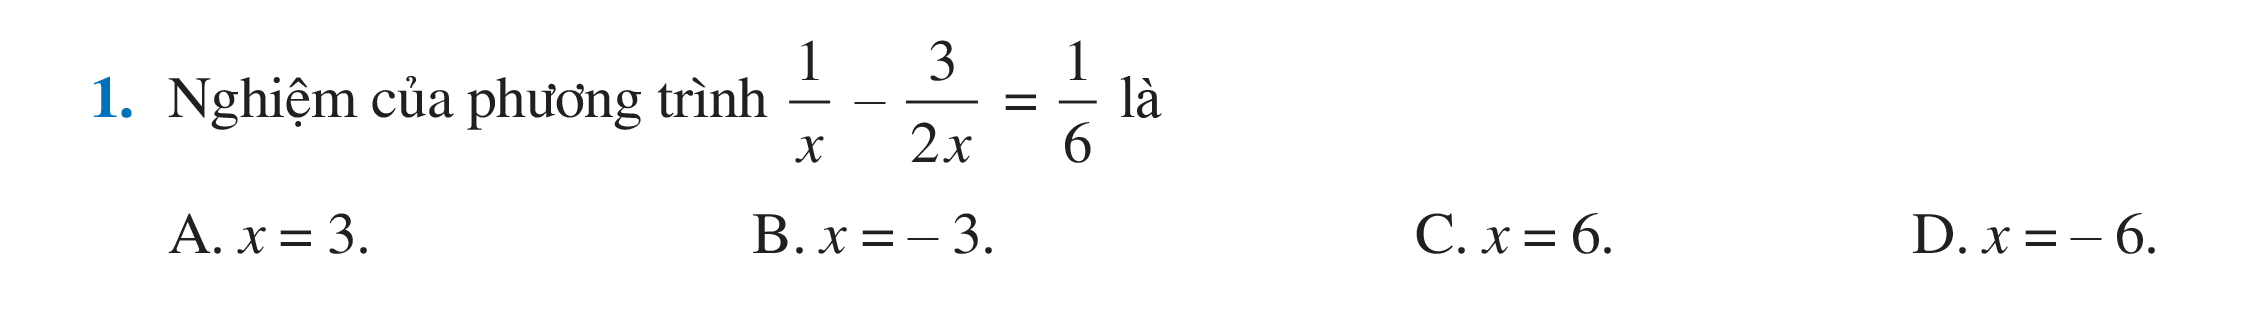 1. Nghiệm của phương trình 1/x – 3/2x = 1/6 là
A. x = 3. B. x = – 3. C. x = 6. D. x = – 6.